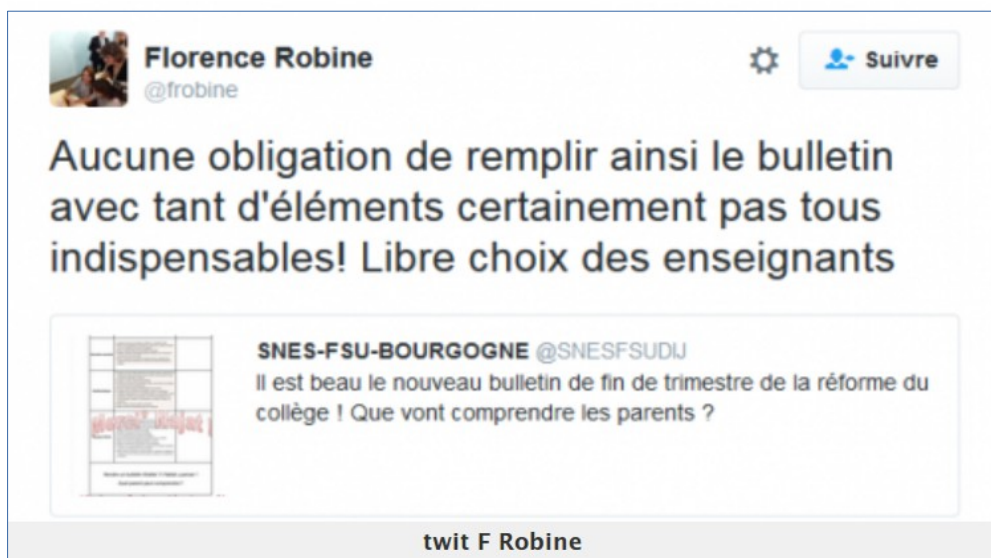 Florence Robine
@frobine
Suivre
Aucune obligation de remplir ainsi le bulletin
avec tant d'éléments certainement pas tous
indispensables! Libre choix des enseignants
SNES-FSU-BOURGOGNE @SNESFSUDIJ
Il est beau le nouveau bulletin de fin de trimestre de la réforme du
collège ! Que vont comprendre les parents ?
twit F Robine